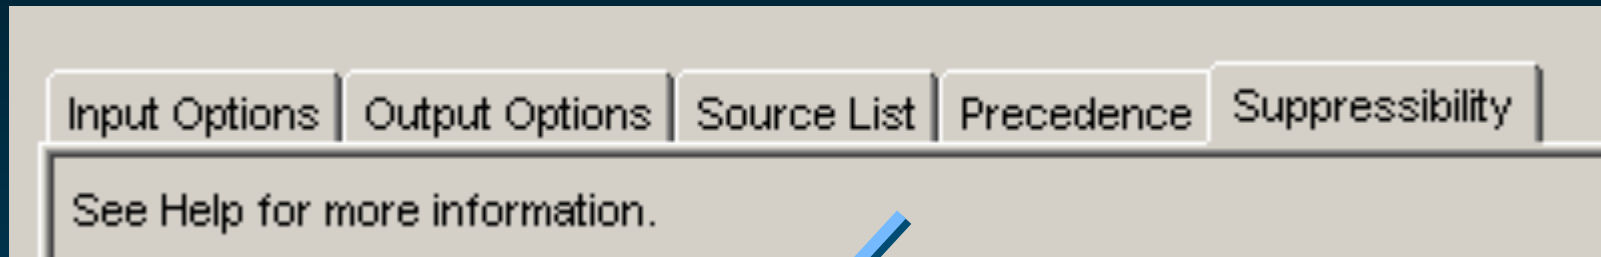 Input Options Output Options Source List Precedence Suppressibility
See Help for more information.